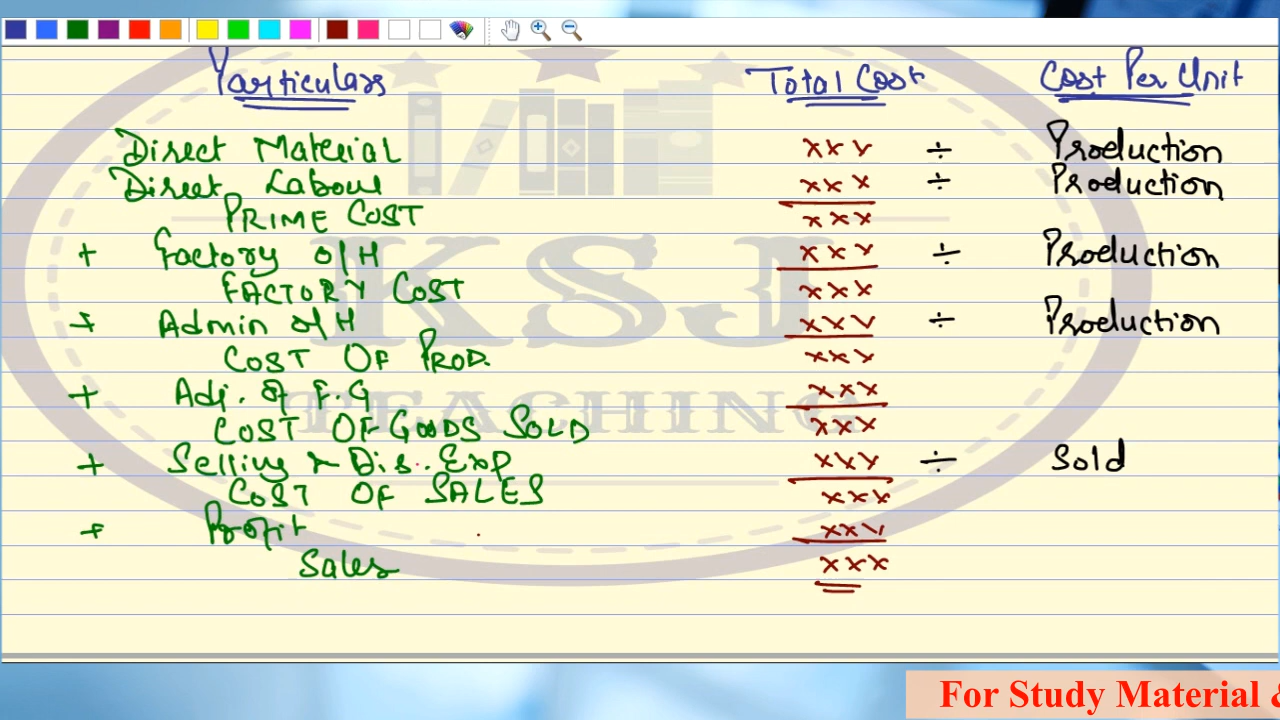 Particulars Total Cost Cost Per Unit
Direct Material xxx ÷ Production
Direct Labour xxx ÷ Production
PRIME COST xxx
+ Factory o/H xxx ÷ Production
FACTORY COST xxx
+ Admin o/H xxx ÷ Production
COST OF PROD. xxx
+ Adj. of F.G xxx
COST OF GOODS SOLD xxx
+ Selling & Dis. Exp xxx ÷ Sold
COST OF SALES xxx
+ Profit xxx
Sales xxx
KSJ
TEACHING
For Study Material &